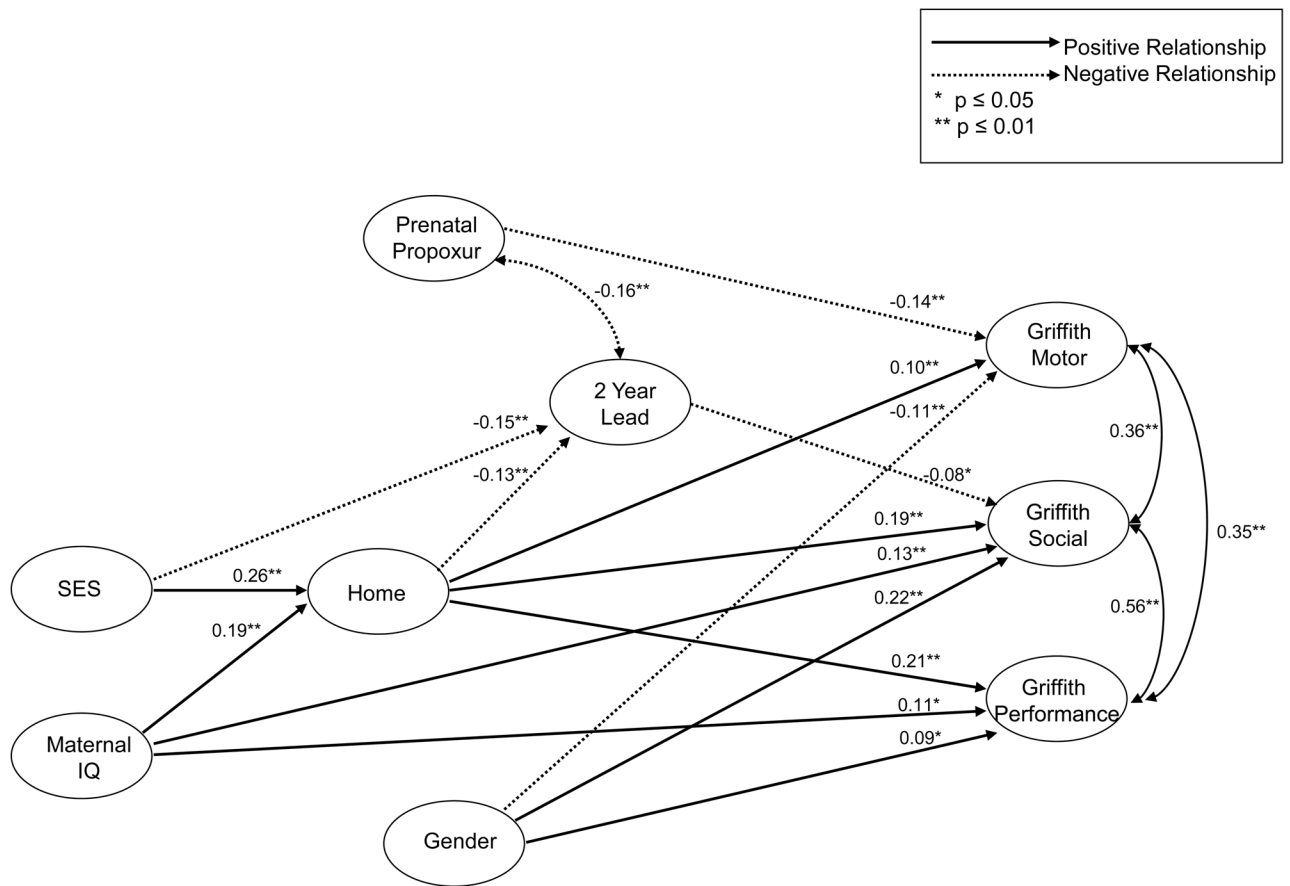 Positive Relationship
Negative Relationship
* p ≤ 0.05
** p ≤ 0.01
Prenatal
Propoxur
-0.16**
-0.14**
Griffith
Motor
0.10**
2 Year
Lead
-0.11**
-0.15**
0.36**
-0.13**
-0.08*
Griffith
Social
0.19**
0.35**
0.13**
SES
0.26**
Home
0.22**
0.56**
0.19**
0.21**
Griffith
Performance
0.11*
Maternal
IQ
0.09*
Gender